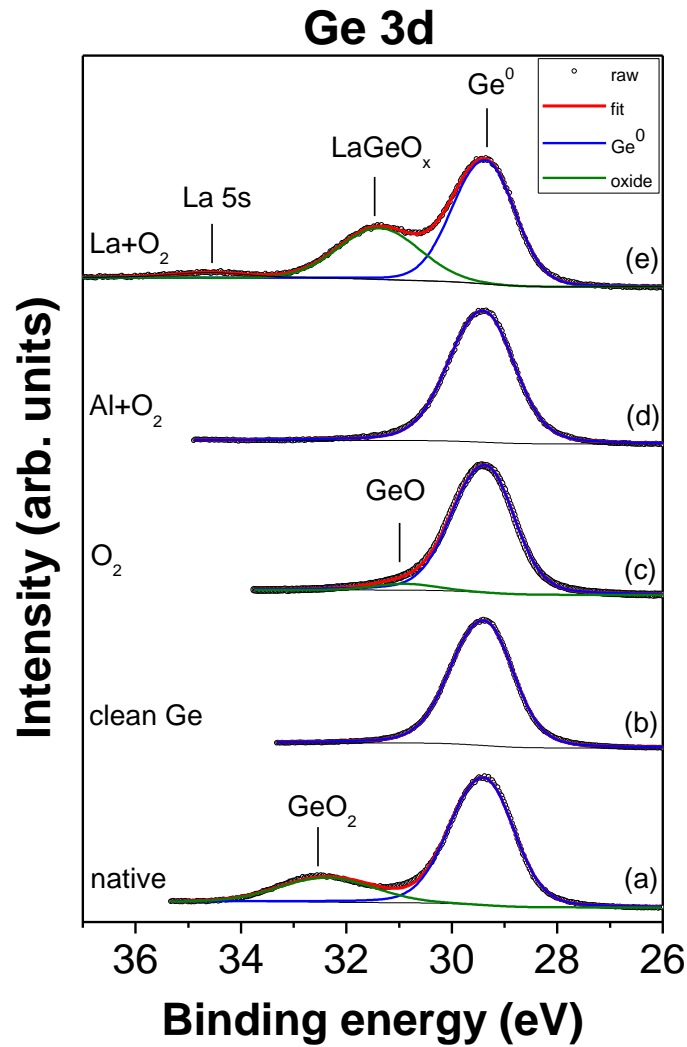 Ge 3d
raw
fit
Ge⁰
oxide
Ge⁰
LaGeOₓ
La 5s
La+O₂
(e)
Al+O₂
(d)
GeO
O₂
(c)
clean Ge
(b)
GeO₂
native
(a)
Intensity (arb. units)
36 34 32 30 28 26
Binding energy (eV)